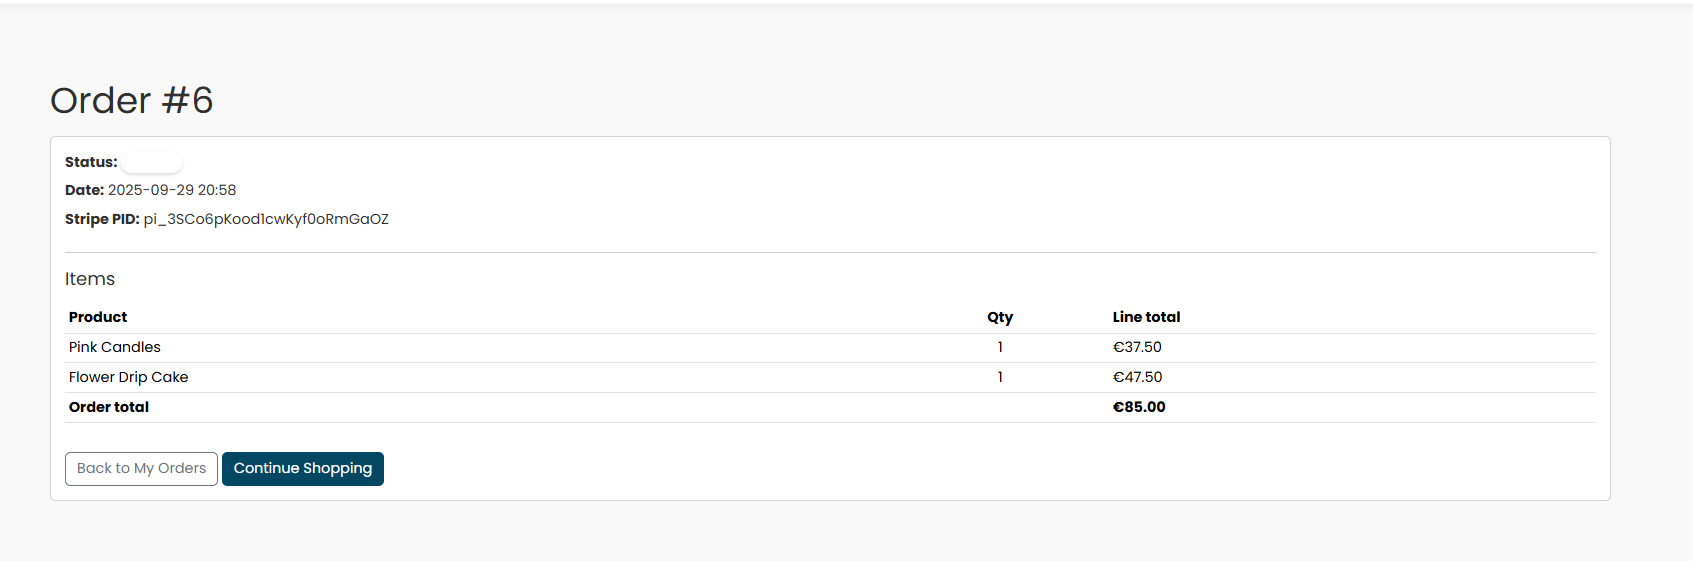 Order #6
Status:
Date: 2025-09-29 20:58
Stripe PID: pi_3SCo6pKood1cwKyf0oRmGaOZ
Items
Product Qty Line total
Pink Candles 1 €37.50
Flower Drip Cake 1 €47.50
Order total €85.00
Back to My Orders Continue Shopping